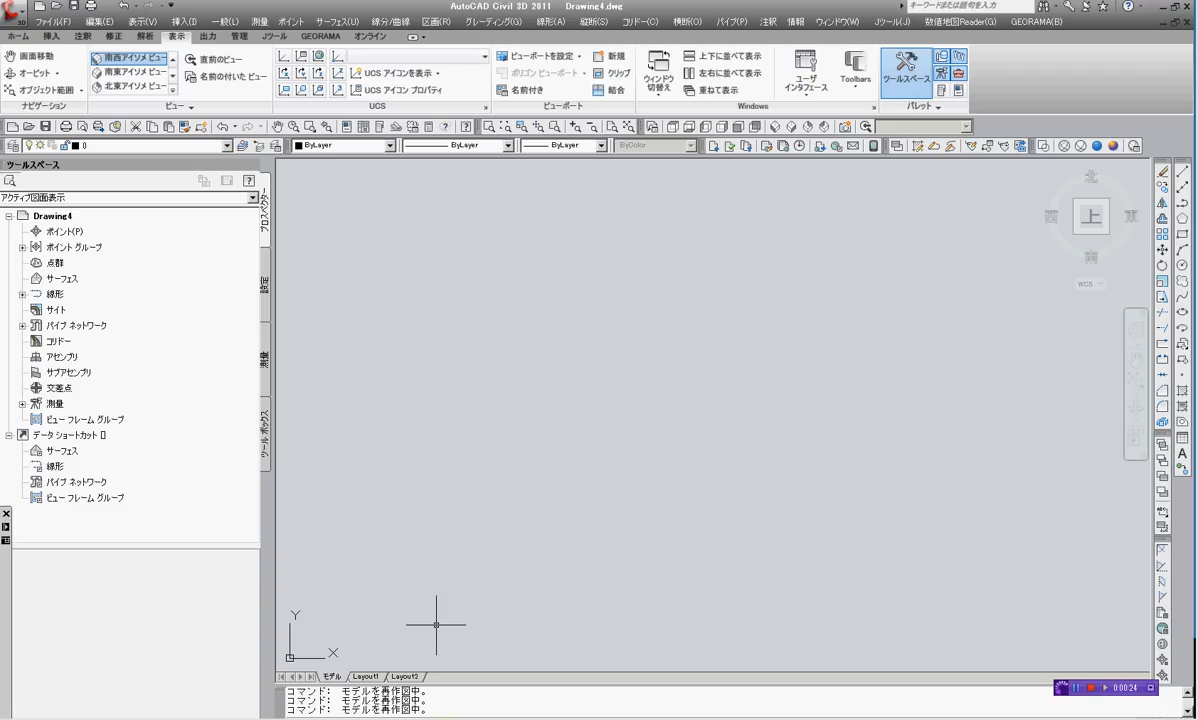 AutoCAD Civil 3D 2011 Drawing4.dwg
キーワードまたは語句を入力
ファイル(F) 編集(E) 表示(V) 挿入(I) 一般(L) 測量 ポイント サーフェス(U) 線分/曲線 区画(R) グレーディング(G) 線形(A) 縦断(S) コリドー(C) 横断(O) パイプ(P) 注釈 情報 ウィンドウ(W) Jツール(J) 数値地図Reader(G) GEORAMA(B)
ホーム 挿入 注釈 修正 解析 表示 出力 管理 Jツール GEORAMA オンライン
画面移動
オービット
オブジェクト範囲
ナビゲーション
南西アイソメ ビュー
南東アイソメ ビュー
北東アイソメ ビュー
直前のビュー
名前の付いたビュー
ビュー
UCS アイコンを表示
UCS アイコン プロパティ
UCS
ビューポートを設定
ポリゴン ビューポート
名前付き
新規
クリップ
結合
ビューポート
ウィンドウ
切替え
上下に並べて表示
左右に並べて表示
重ねて表示
ユーザ
インタフェース
Toolbars
Windows
ツールスペース
パレット
0
ByLayer
ByLayer
ByLayer
ByColor
ツールスペース
アクティブ図面表示
Drawing4
ポイント(P)
ポイント グループ
点群
サーフェス
線形
サイト
パイプ ネットワーク
コリドー
アセンブリ
サブアセンブリ
交差点
測量
ビュー フレーム グループ
データ ショートカット []
サーフェス
線形
パイプ ネットワーク
ビュー フレーム グループ
プロスペクター
設定
測量
ツールボックス
北
西
上
東
南
WCS
Y
X
モデル Layout1 Layout2
コマンド: モデルを再作図中。
コマンド: モデルを再作図中。
コマンド: モデルを再作図中。
0:00:24